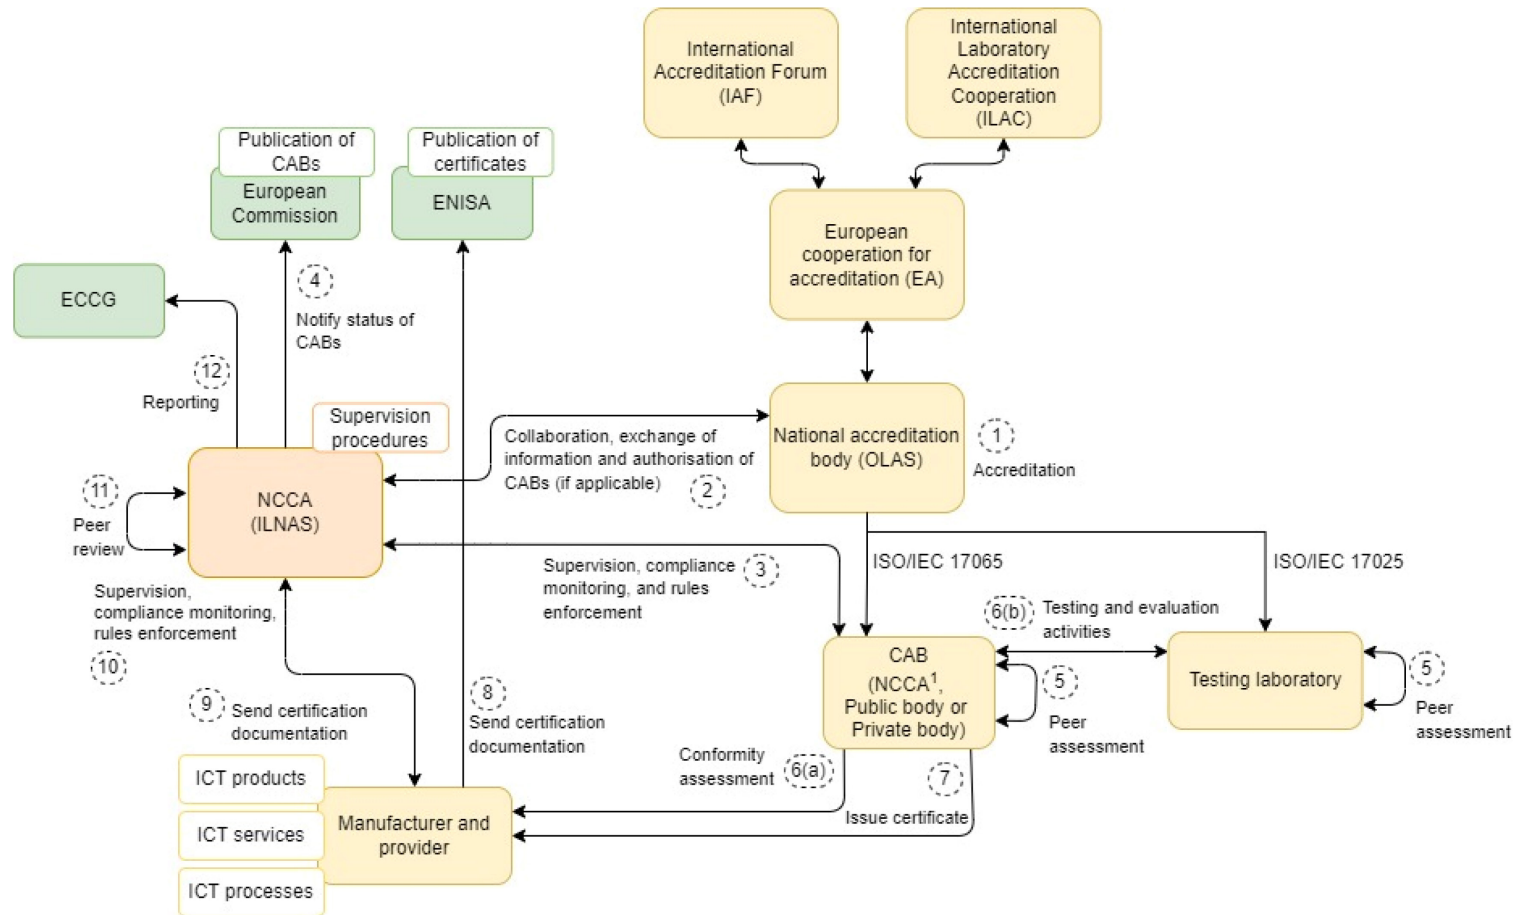 International
Accreditation Forum
(IAF)
International
Laboratory
Accreditation
Cooperation
(ILAC)
Publication of
CABs
European
Commission
Publication of
certificates
ENISA
European
cooperation for
accreditation (EA)
ECCG
4
Notify status of
CABs
12
Reporting
Supervision
procedures
Collaboration, exchange of
information and authorisation of
CABs (if applicable)
2
National accreditation
body (OLAS)
1
Accreditation
11
Peer
review
NCCA
(ILNAS)
Supervision, compliance
monitoring, and rules
enforcement
3
ISO/IEC 17065
ISO/IEC 17025
Supervision,
compliance monitoring,
rules enforcement
10
6(b)
Testing and evaluation
activities
CAB
(NCCA¹,
Public body or
Private body)
5
Peer
assessment
Testing laboratory
5
Peer
assessment
9
Send certification
documentation
8
Send certification
documentation
Conformity
assessment
6(a)
7
Issue certificate
ICT products
ICT services
ICT processes
Manufacturer and
provider